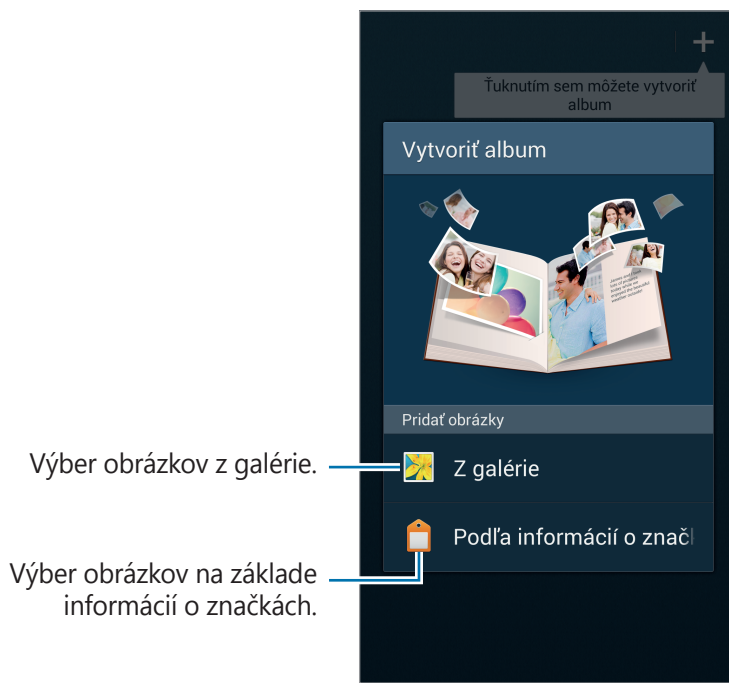 Ťuknutím sem môžete vytvoriť
album
Vytvoriť album
Pridať obrázky
Výber obrázkov z galérie.
Z galérie
Podľa informácií o znač
Výber obrázkov na základe
informácií o značkách.